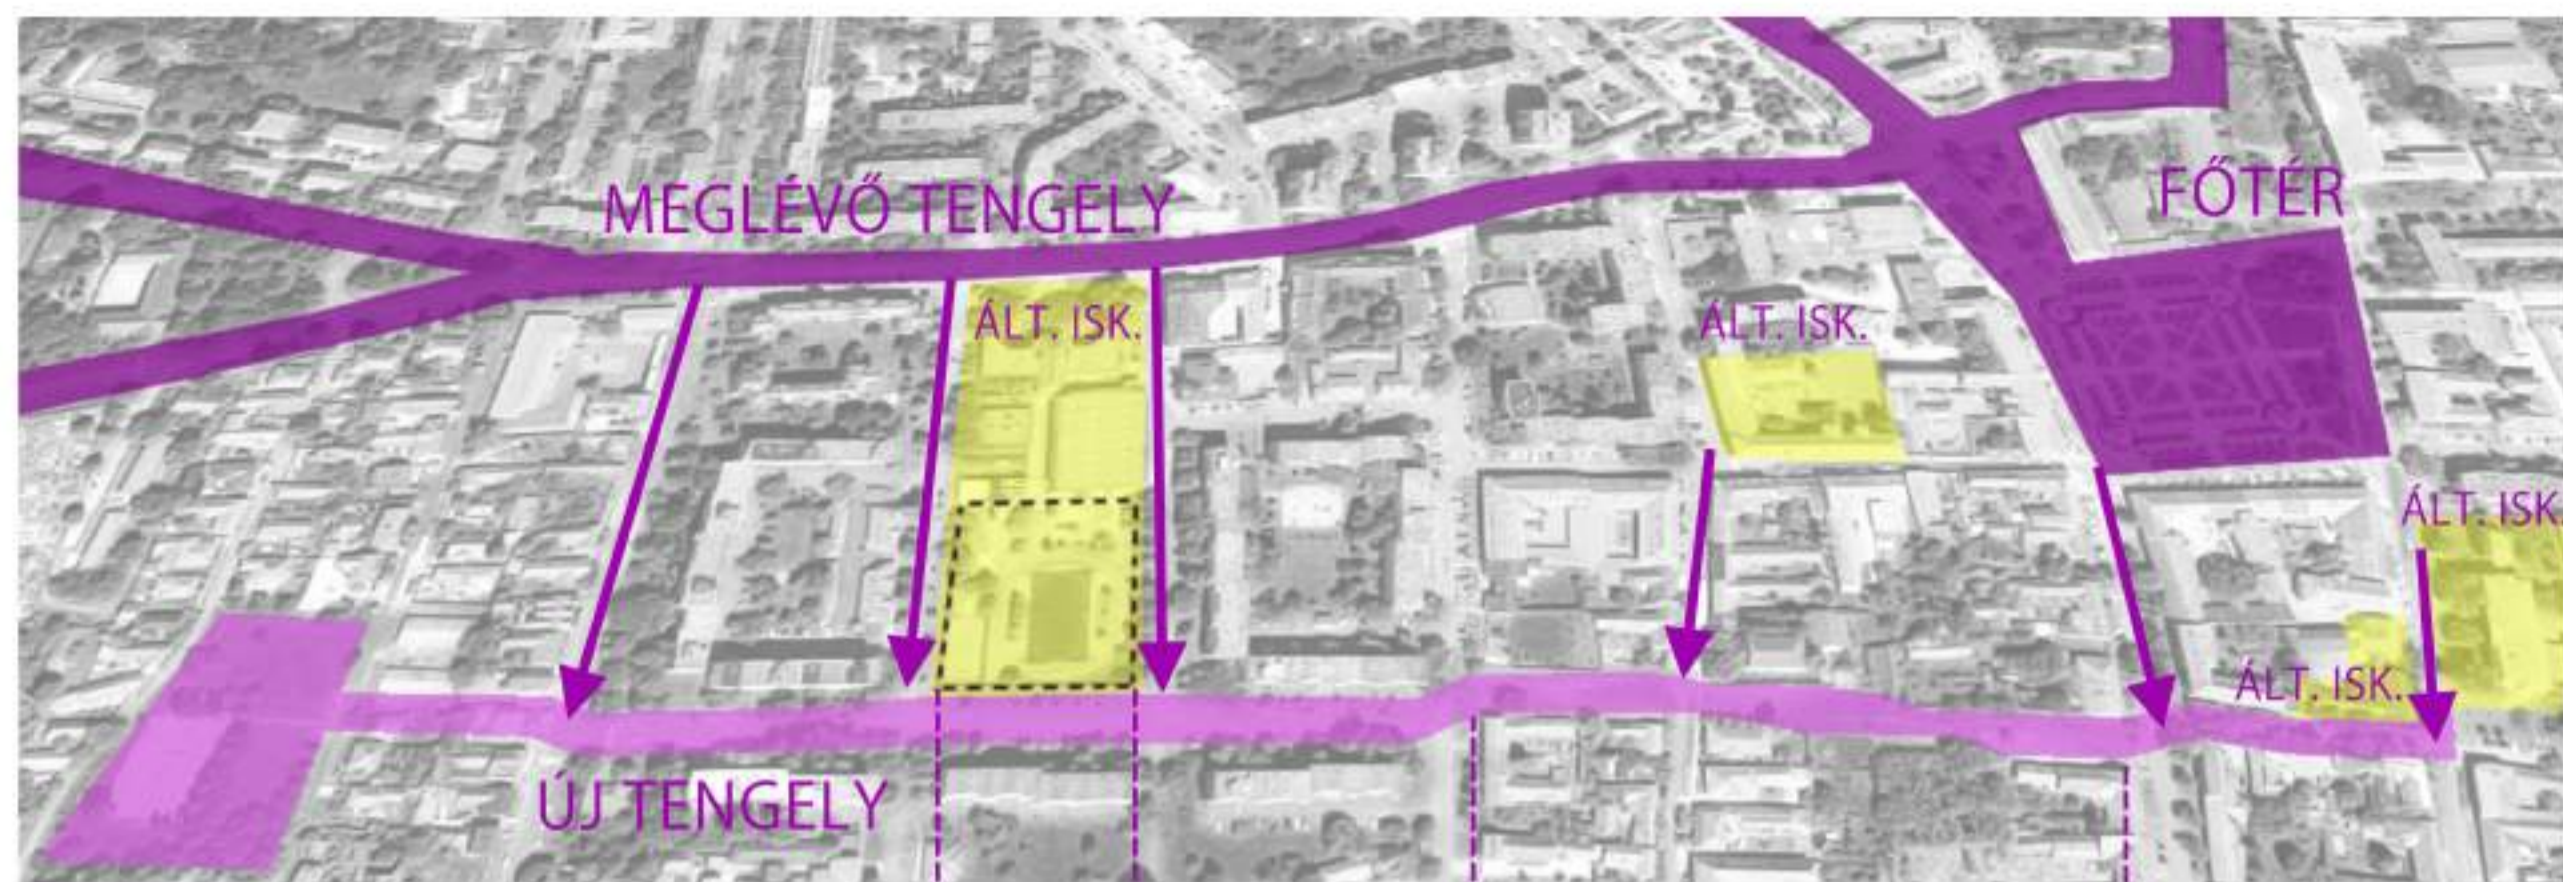 FŐTÉR
MEGLÉVŐ TENGELY
ÁLT. ISK.
ÁLT. ISK.
ÁLT. ISK.
ÁLT. ISK.
ÚJ TENGELY